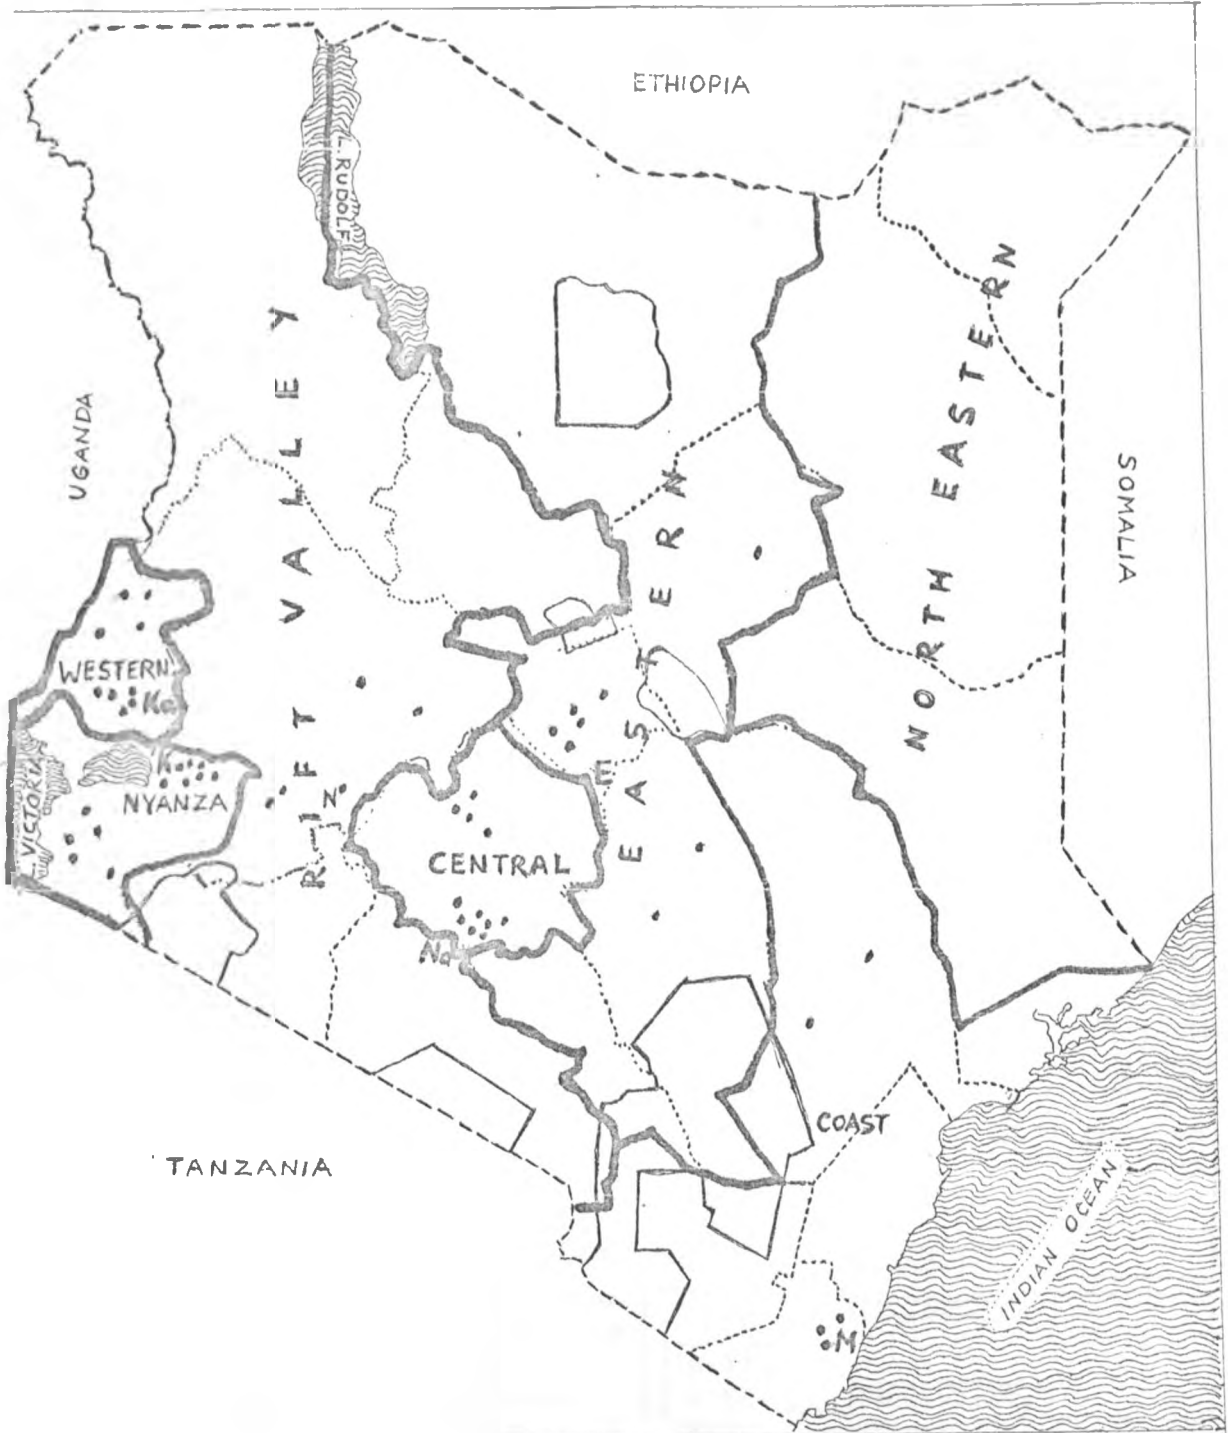 ETHIOPIA
L. RUDOLF
NORTH EASTERN
RIFT VALLEY
UGANDA
SOMALIA
EASTERN
WESTERN
Ka
L. VICTORIA
NYANZA
N
E
CENTRAL
Na
COAST
TANZANIA
INDIAN OCEAN
M